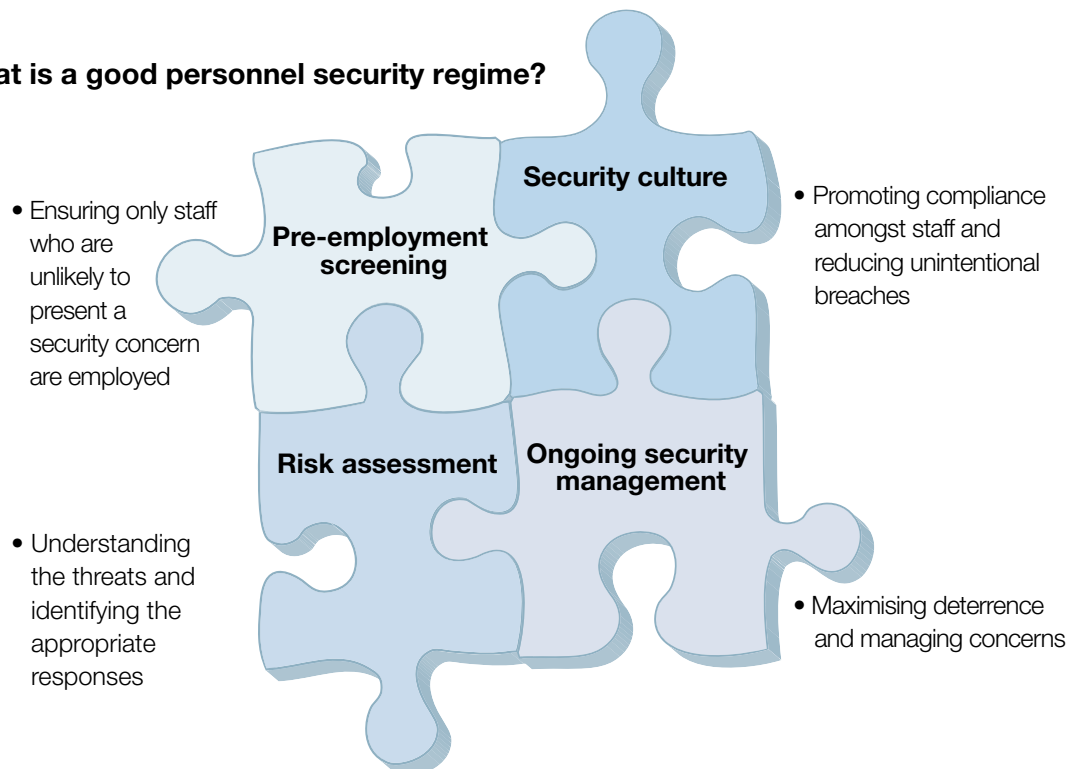 at is a good personnel security regime?
Security culture
• Promoting compliance
amongst staff and
reducing unintentional
breaches
• Ensuring only staff
who are
unlikely to
present a
security concern
are employed
Pre-employment
screening
Risk assessment
Ongoing security
management
• Understanding
the threats and
identifying the
appropriate
responses
• Maximising deterrence
and managing concerns